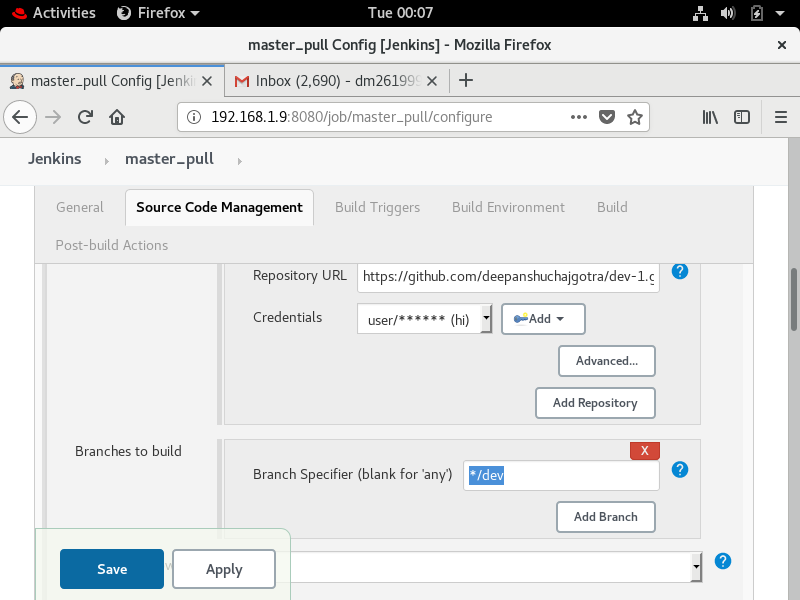 Activities Firefox Tue 00:07
master_pull Config [Jenkins] - Mozilla Firefox
master_pull Config [Jenki Inbox (2,690) - dm26199
192.168.1.9:8080/job/master_pull/configure
Jenkins master_pull
General Source Code Management Build Triggers Build Environment Build
Post-build Actions
Repository URL https://github.com/deepanshuchajgotra/dev-1.g ?
Credentials user/****** (hi) Add
Advanced...
Add Repository
Branches to build
X
Branch Specifier (blank for 'any') */dev ?
Add Branch
Save Apply ?